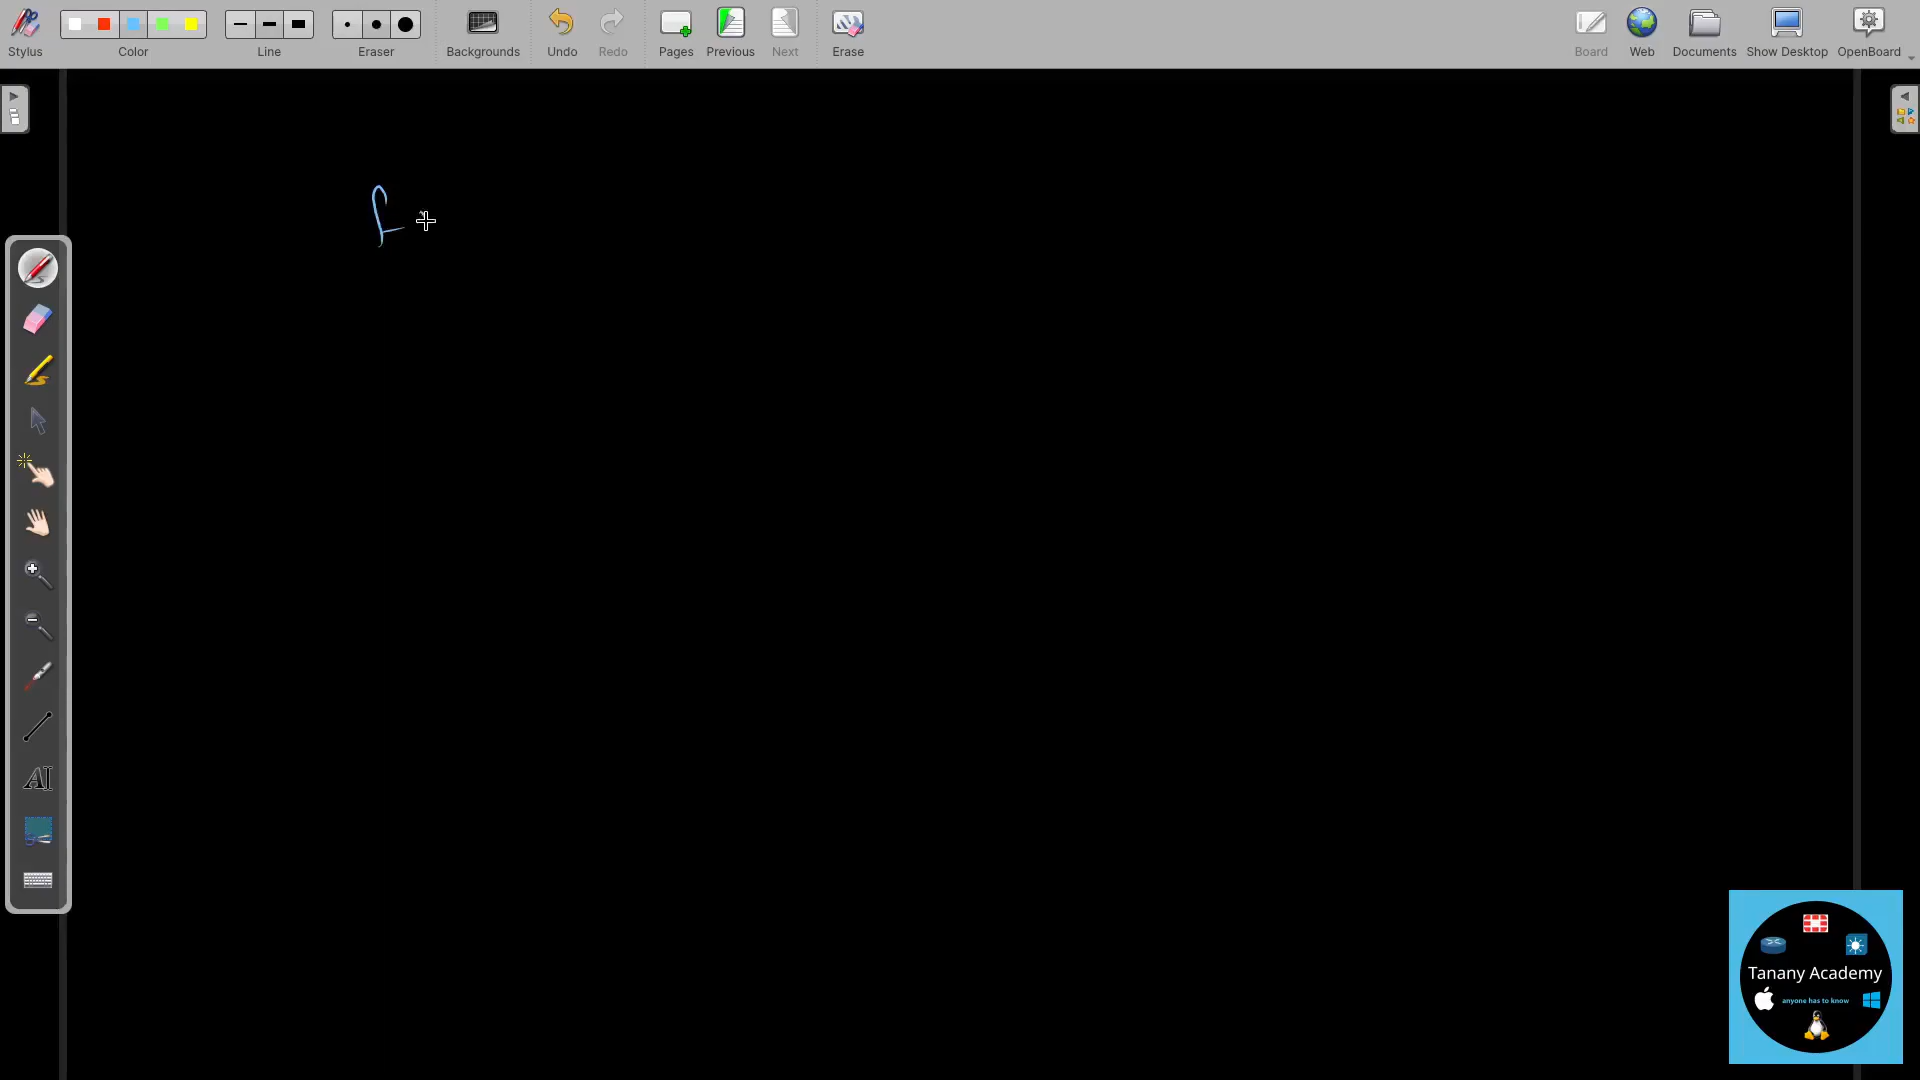 Stylus Color Line Eraser Backgrounds Undo Redo Pages Previous Next Erase Board Web Documents Show Desktop OpenBoard
AI
Tanany Academy
anyone has to know